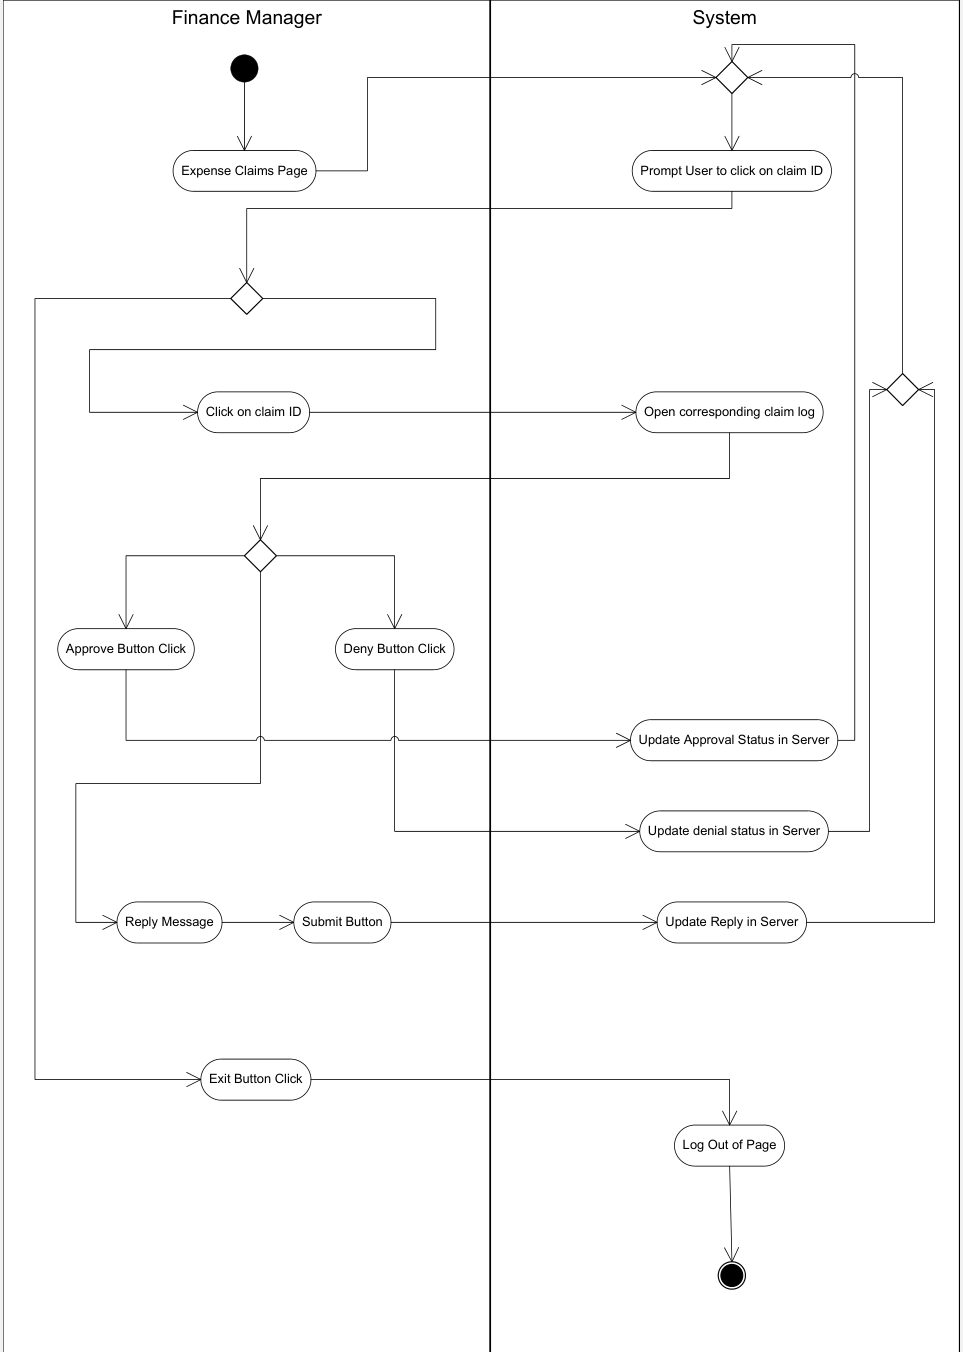 Finance Manager
System
Expense Claims Page
Prompt User to click on claim ID
Click on claim ID
Open corresponding claim log
Approve Button Click
Deny Button Click
Update Approval Status in Server
Update denial status in Server
Reply Message
Submit Button
Update Reply in Server
Exit Button Click
Log Out of Page